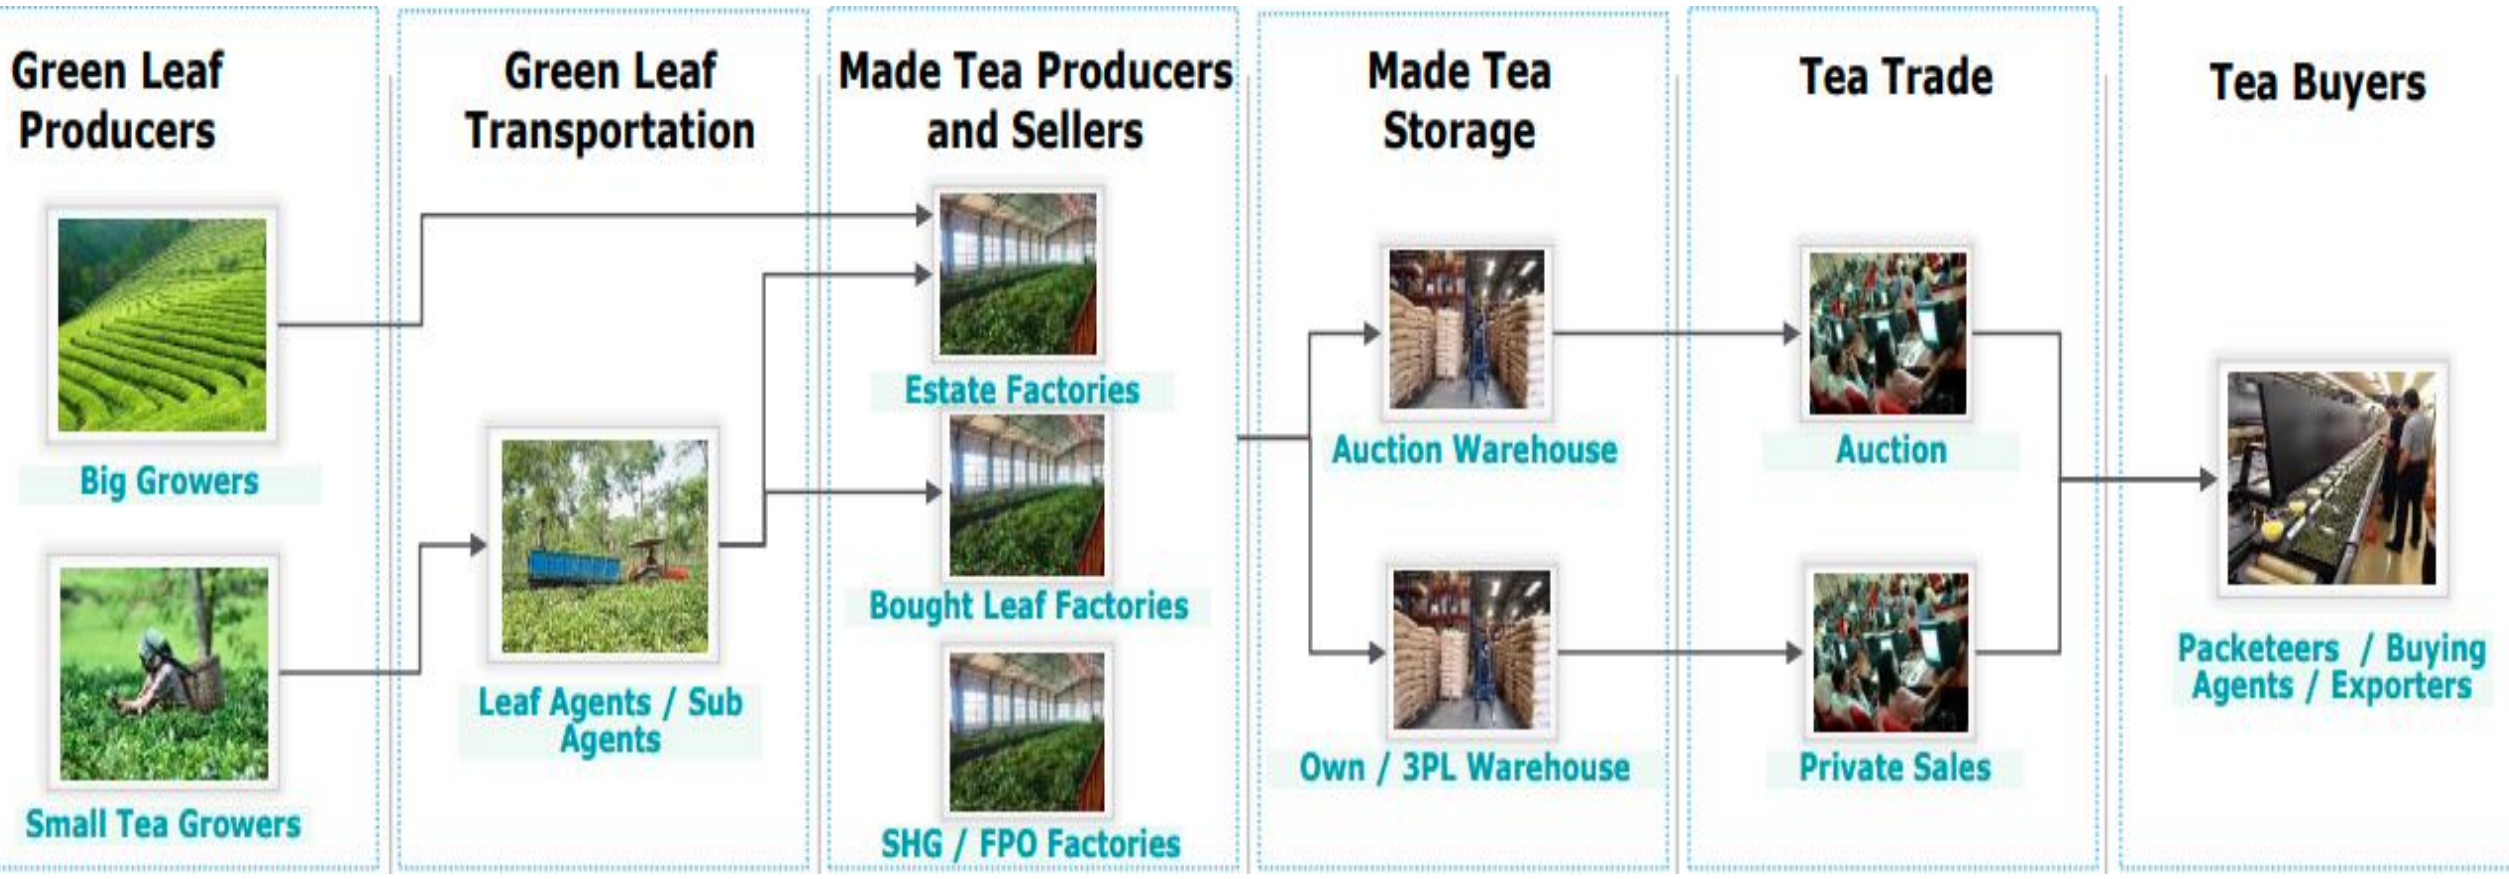 Green Leaf
Producers
Green Leaf
Transportation
Made Tea Producers
and Sellers
Made Tea
Storage
Tea Trade
Tea Buyers
Big Growers
Small Tea Growers
Leaf Agents / Sub
Agents
Estate Factories
Bought Leaf Factories
SHG / FPO Factories
Auction Warehouse
Own / 3PL Warehouse
Auction
Private Sales
Packeteers / Buying
Agents / Exporters